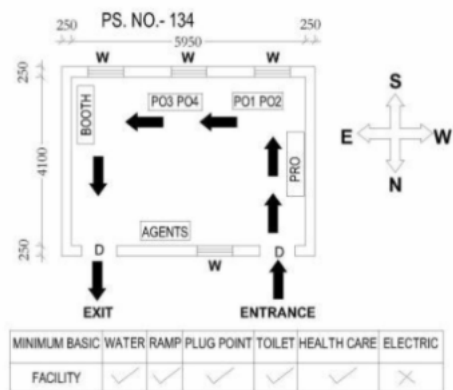 PS. NO.- 134
250 5950 250
W W W
250
BOOTH PO3 PO4 PO1 PO2
S
E W
N
4100
PRO
AGENTS
250
D W D
EXIT ENTRANCE
MINIMUM BASIC WATER RAMP PLUG POINT TOILET HEALTH CARE ELECTRIC
FACILITY